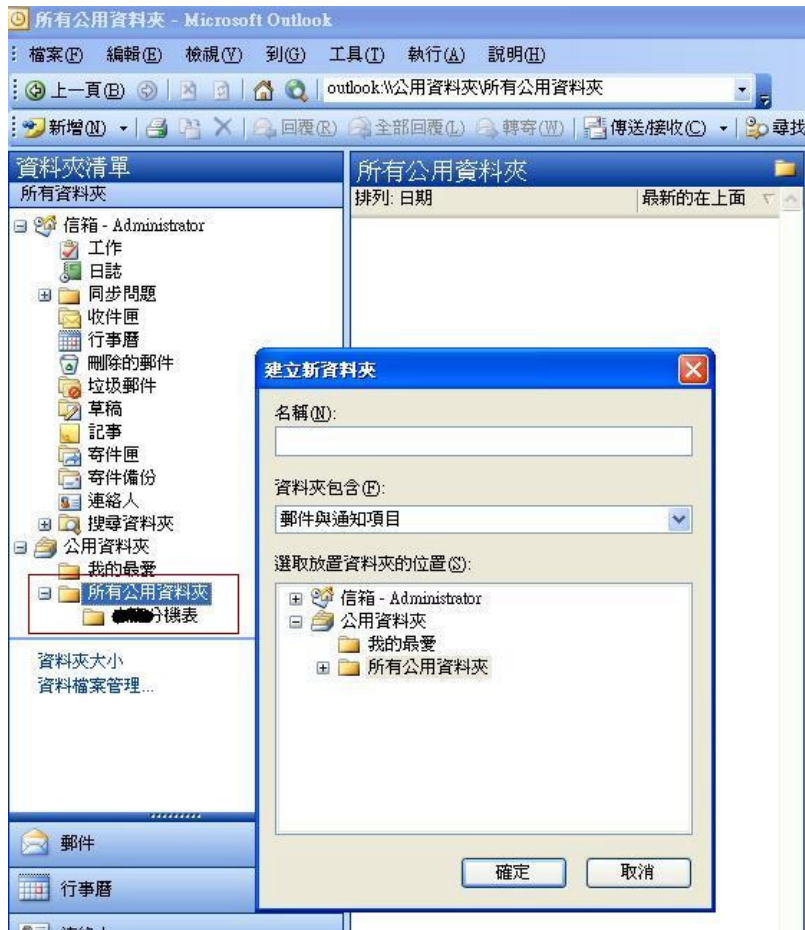 所有公用資料夾 - Microsoft Outlook
檔案(F) 編輯(E) 檢視(V) 到(G) 工具(T) 執行(A) 說明(H)
上一頁(B) outlook:\\公用資料夾\所有公用資料夾
新增(N) 回覆(R) 全部回覆(L) 轉寄(W) 傳送/接收(C) 尋找
資料夾清單
所有資料夾
信箱 - Administrator
工作
日誌
同步問題
收件匣
行事曆
刪除的郵件
垃圾郵件
草稿
記事
寄件匣
寄件備份
連絡人
搜尋資料夾
公用資料夾
我的最愛
所有公用資料夾
分機表
資料夾大小
資料檔案管理...
郵件
行事曆
所有公用資料夾
排列: 日期 最新的在上面
建立新資料夾
名稱(N):
資料夾包含(F):
郵件與通知項目
選取放置資料夾的位置(S):
信箱 - Administrator
公用資料夾
我的最愛
所有公用資料夾
確定 取消